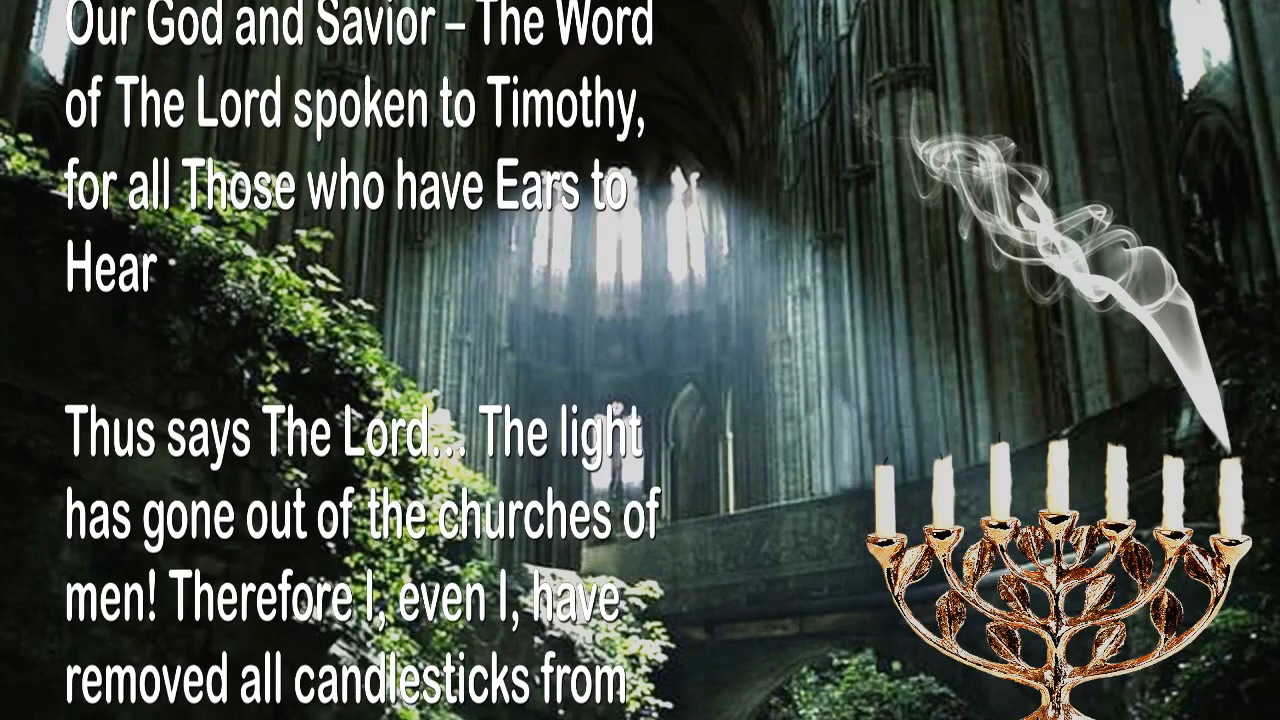 Our God and Savior – The Word
of The Lord spoken to Timothy,
for all Those who have Ears to
Hear
Thus says The Lord... The light
has gone out of the churches of
men! Therefore I, even I, have
removed all candlesticks from